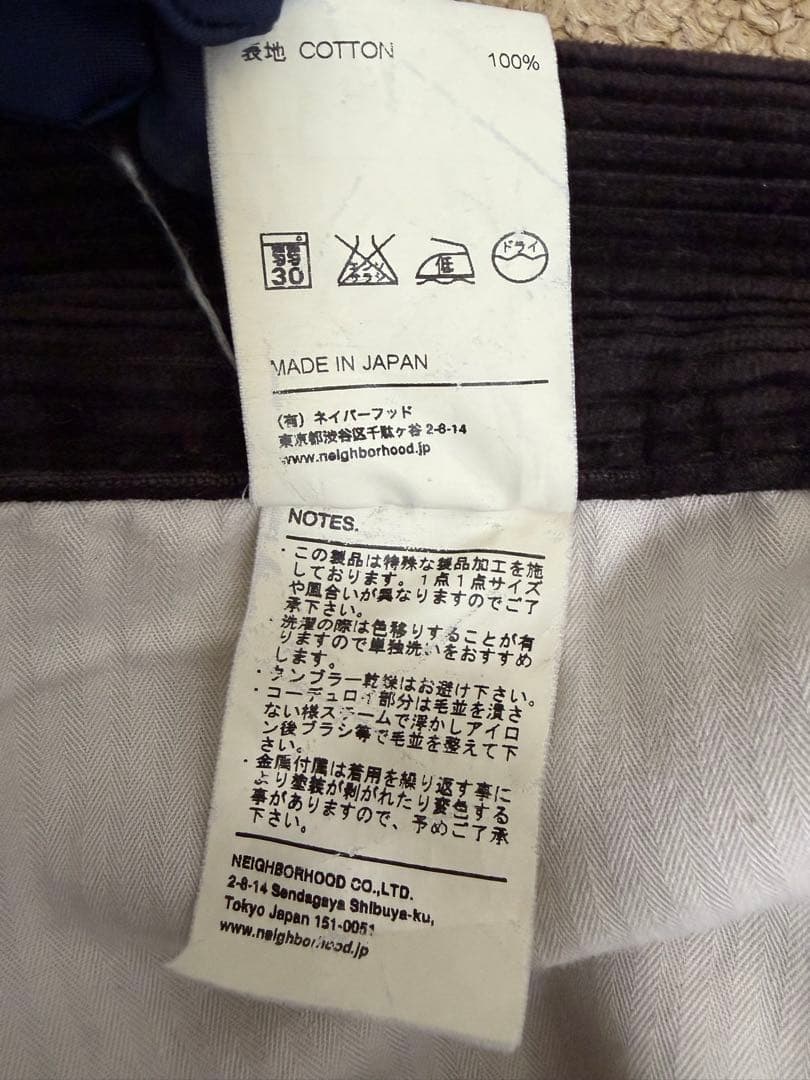 表地 COTTON 100%
弱 30 エンソ サラシ 低 ドライ
MADE IN JAPAN
(有) ネイバーフッド
東京都渋谷区千駄ヶ谷 2-8-14
www.neighborhood.jp
NOTES.
・この製品は特殊な製品加工を施
しております。1点1点サイズ
や風合いが異なりますのでご了
承下さい。
・洗濯の際は色移りすることが有
りますので単独洗いをおすすめ
します。
・タンブラー乾燥はお避け下さい。
・コーデュロイ部分は毛並を潰さ
ない様スチームで浮かしアイロ
ン後ブラシ等で毛並を整えて下
さい。
・金属付属は着用を繰り返す事に
より塗装が剥がれたり変色する
事がありますので、予めご了承
下さい。
NEIGHBORHOOD CO.,LTD.
2-8-14 Sendagaya Shibuya-ku,
Tokyo Japan 151-0051
www.neighborhood.jp